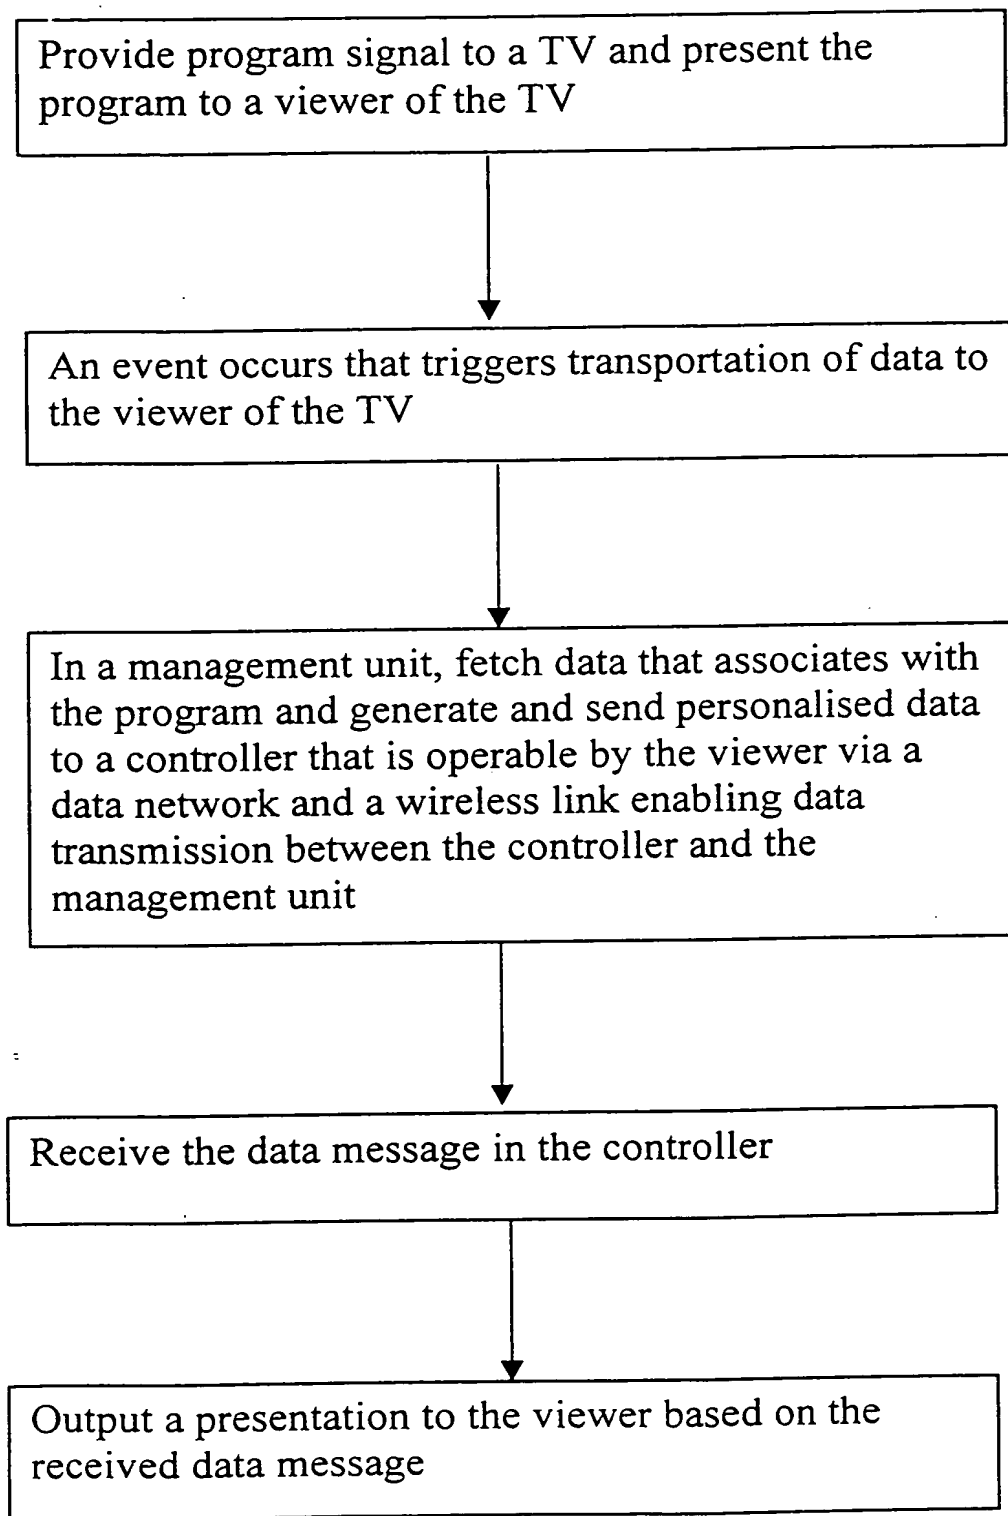 Provide program signal to a TV and present the
program to a viewer of the TV
An event occurs that triggers transportation of data to
the viewer of the TV
In a management unit, fetch data that associates with
the program and generate and send personalised data
to a controller that is operable by the viewer via a
data network and a wireless link enabling data
transmission between the controller and the
management unit
Receive the data message in the controller
Output a presentation to the viewer based on the
received data message